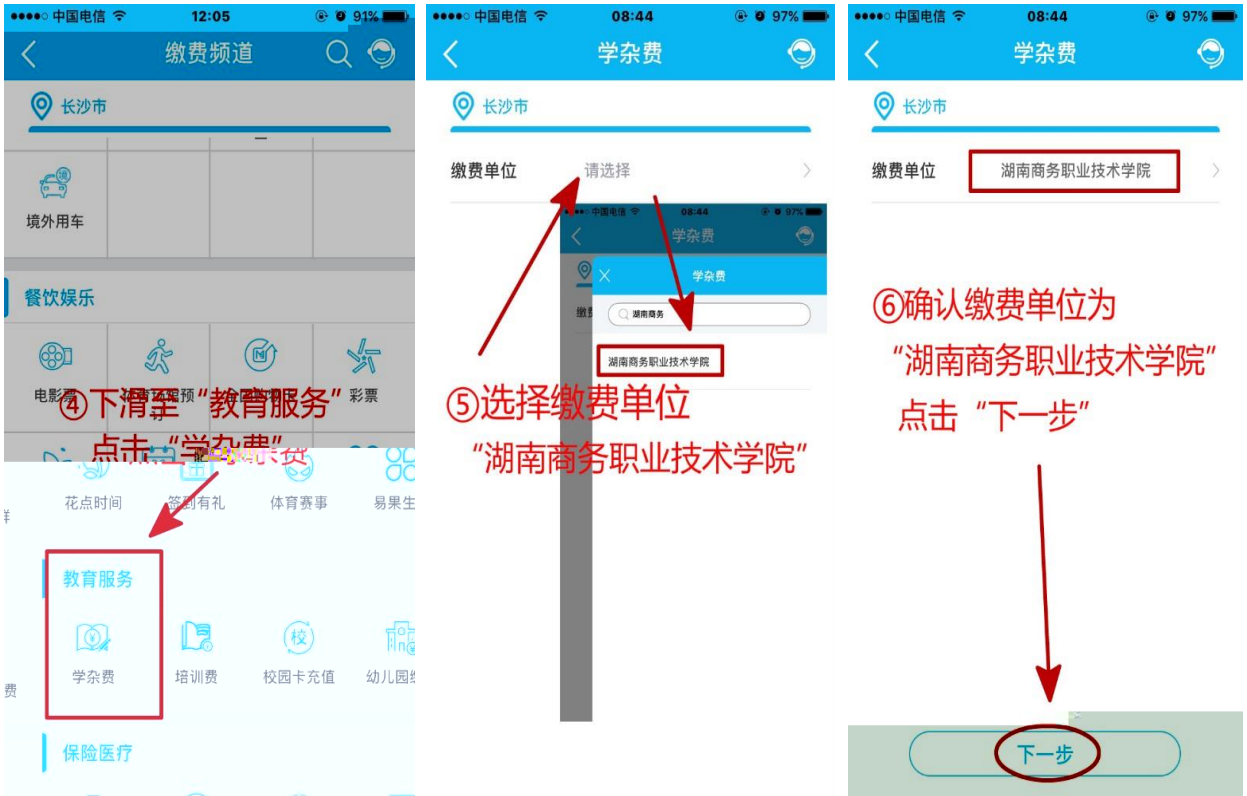 中国电信
12:05
91%
缴费频道
长沙市
境外用车
餐饮娱乐
电影票
彩票
④下滑至“教育服务”
点击“学杂费”
花点时间
签到有礼
体育赛事
易果生
教育服务
学杂费
培训费
校园卡充值
幼儿园
费
保险医疗
中国电信
08:44
97%
学杂费
长沙市
缴费单位
请选择
中国电信
08:44
97%
学杂费
学杂费
湖南商务
湖南商务职业技术学院
⑤选择缴费单位
“湖南商务职业技术学院”
中国电信
08:44
97%
学杂费
长沙市
缴费单位
湖南商务职业技术学院
⑥确认缴费单位为
“湖南商务职业技术学院”
点击“下一步”
下一步